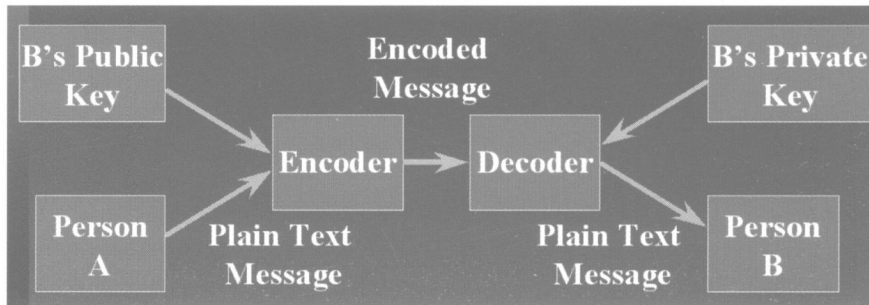 B's Public
Key
Encoded
Message
B's Private
Key
Encoder
Decoder
Person
A
Plain Text
Message
Plain Text
Message
Person
B